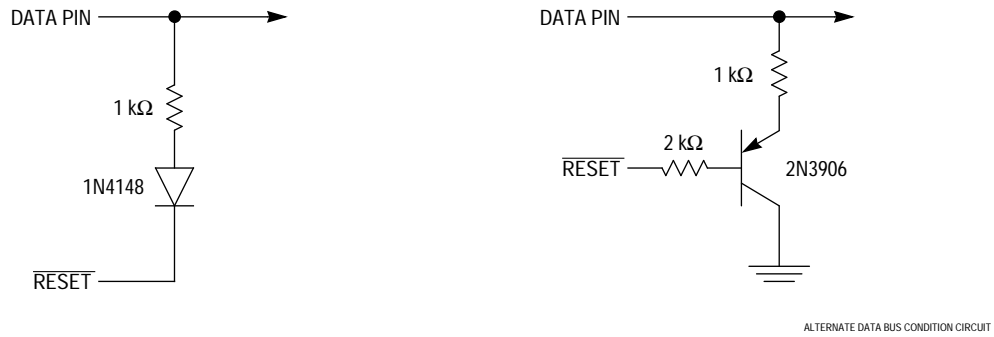 DATA PIN
1 kΩ
1N4148
RESET
DATA PIN
1 kΩ
2 kΩ
RESET
2N3906
ALTERNATE DATA BUS CONDITION CIRCUIT